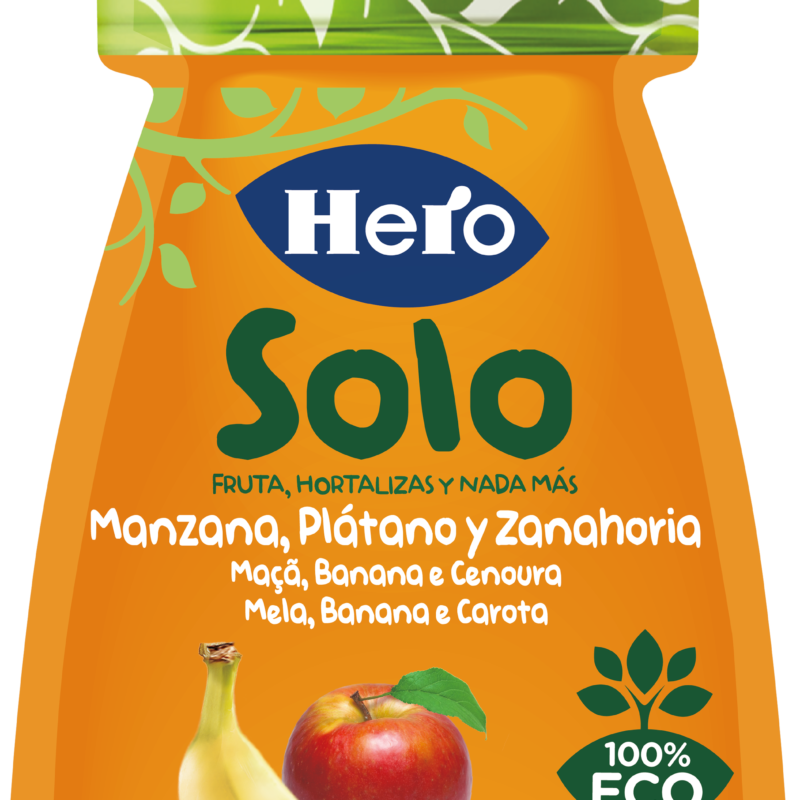 Hero
Solo
FRUTA, HORTALIZAS Y NADA MÁS
Manzana, Plátano y Zanahoria
Maçã, Banana e Cenoura
Mela, Banana e Carota
100%
ECO